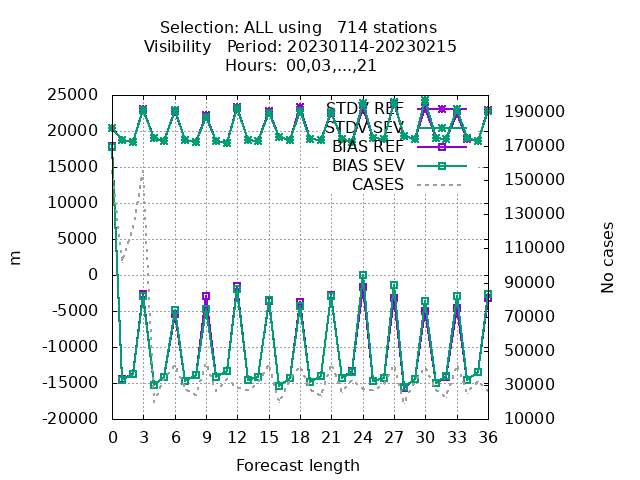 Selection: ALL using 714 stations
Visibility Period: 20230114-20230215
Hours: 00,03,...,21
25000
20000
15000
10000
5000
0
-5000
-10000
-15000
-20000
m
STDV REF
STDV SEV
BIAS REF
BIAS SEV
CASES
190000
170000
150000
130000
110000
90000
70000
50000
30000
10000
No cases
0 3 6 9 12 15 18 21 24 27 30 33 36
Forecast length